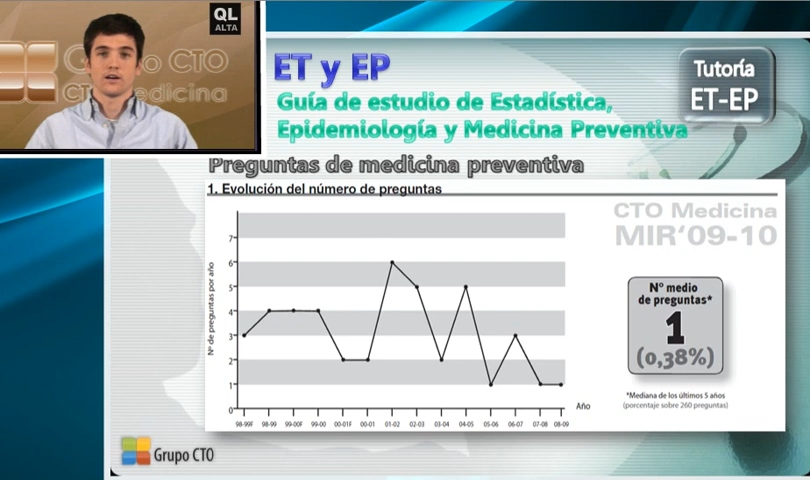 QL
ALTA
Grupo CTO
CTO Medicina
ET y EP
Guía de estudio de Estadística,
Epidemiología y Medicina Preventiva
Tutoría
ET-EP
Preguntas de medicina preventiva
1. Evolución del número de preguntas
CTO Medicina
MIR'09-10
Nº de preguntas por año
7
6
5
4
3
2
1
0
98-99F 98-99 99-00F 99-00 00-01F 00-01 01-02 02-03 03-04 04-05 05-06 06-07 07-08 08-09
Año
Nº medio
de preguntas*
1
(0,38%)
*Mediana de los últimos 5 años
(porcentaje sobre 260 preguntas)
Grupo CTO